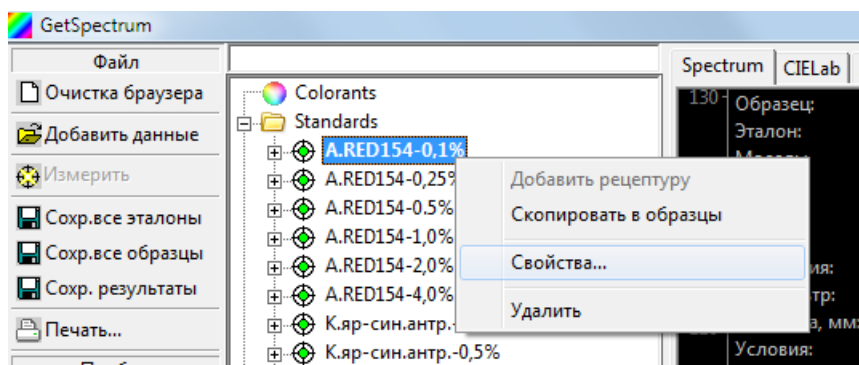 GetSpectrum
Файл
Очистка браузера
Добавить данные
Измерить
Сохр.все эталоны
Сохр.все образцы
Сохр. результаты
Печать...
Colorants
Standards
A.RED154-0,1%
A.RED154-0,25%
A.RED154-0.5%
A.RED154-1,0%
A.RED154-2,0%
A.RED154-4,0%
К.яр-син.антр.
К.яр-син.антр.-0,5%
Добавить рецептуру
Скопировать в образцы
Свойства...
Удалить
Spectrum
CIELab
130
Образец:
Эталон:
а, мм:
Условия: